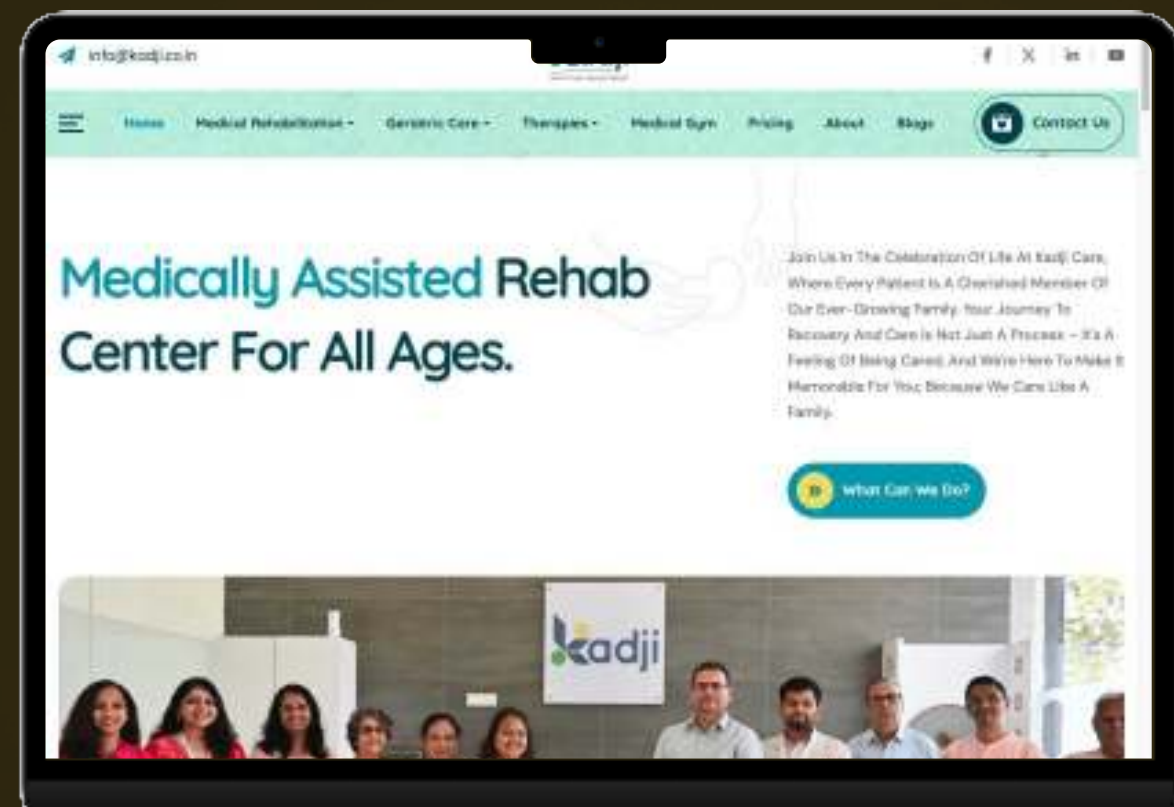 info@kadji.co.in
Home Medical Rehabilitation Geriatric Care Therapies Medical Gym Pricing About Blogs Contact Us
Medically Assisted Rehab
Center For All Ages.
Join Us In The Celebration Of Life At Kadji Care,
Where Every Patient Is A Cherished Member Of
Our Ever-Growing Family. Your Journey To
Recovery And Care Is Not Just A Process – It's A
Feeling Of Being Cared, And We're Here To Make It
Memorable For You; Because We Care Like A
Family.
What Can We Do?
kadji